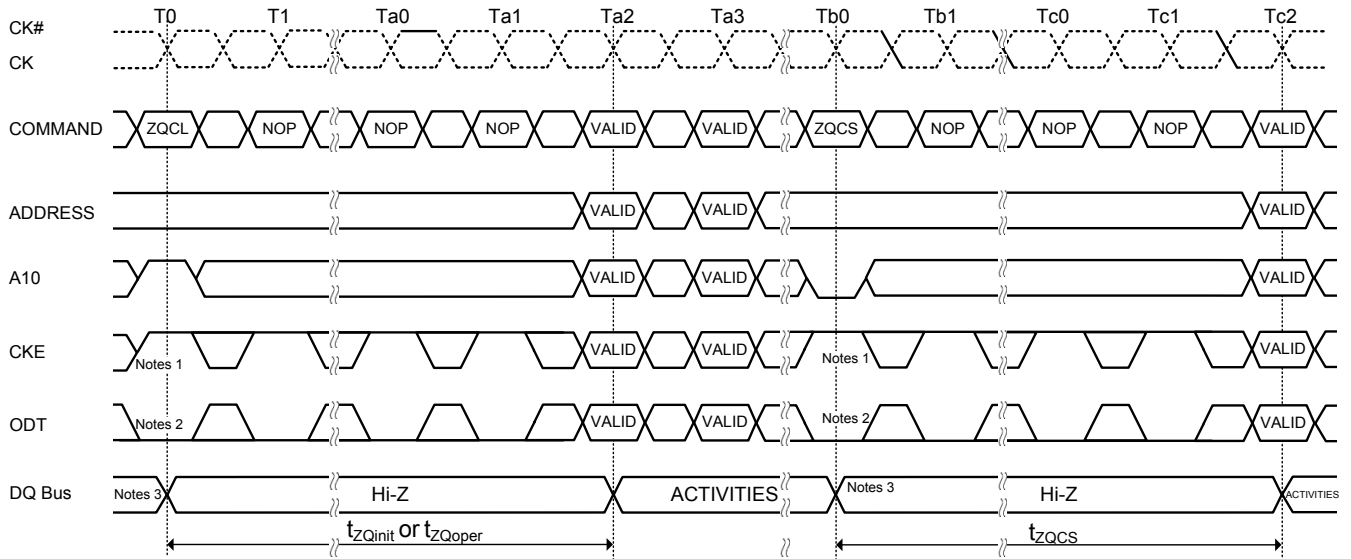 T0 T1 Ta0 Ta1 Ta2 Ta3 Tb0 Tb1 Tc0 Tc1 Tc2
CK#
CK
COMMAND ZQCL NOP NOP NOP VALID VALID ZQCS NOP NOP NOP VALID
ADDRESS VALID VALID VALID
A10 VALID VALID VALID
CKE Notes 1 VALID VALID Notes 1 VALID
ODT Notes 2 VALID VALID Notes 2 VALID
DQ Bus Notes 3 Hi-Z ACTIVITIES Notes 3 Hi-Z ACTIVITIES
tZQinit or tZQoper tZQCS